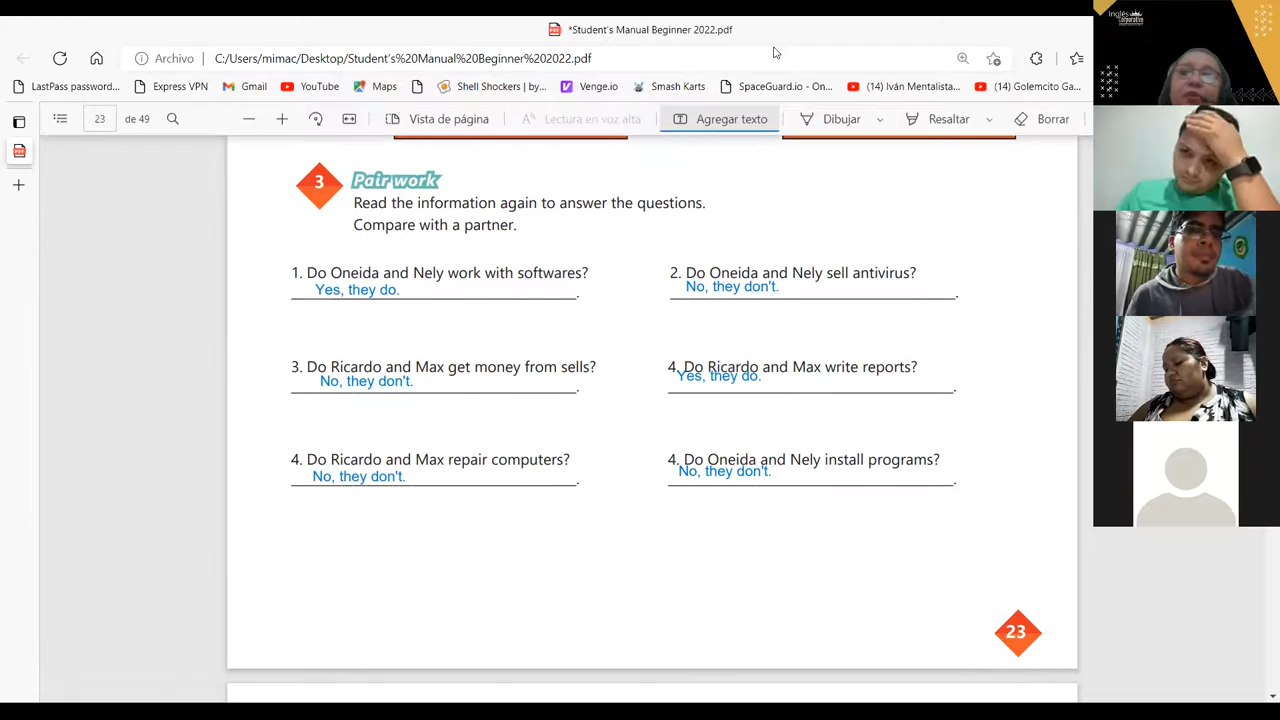 *Student's Manual Beginner 2022.pdf
Archivo
C:/Users/mimac/Desktop/Student's%20Manual%20Beginner%202022.pdf
LastPass password...
Express VPN
Gmail
YouTube
Maps
Shell Shockers | by...
Venge.io
Smash Karts
SpaceGuard.io - On...
(14) Iván Mentalista...
(14) Golemcito Ga...
23
de 49
Vista de página
Lectura en voz alta
Agregar texto
Dibujar
Resaltar
Borrar
3
Pair work
Read the information again to answer the questions.
Compare with a partner.
1. Do Oneida and Nely work with softwares?
Yes, they do.
2. Do Oneida and Nely sell antivirus?
No, they don't.
3. Do Ricardo and Max get money from sells?
No, they don't.
4. Do Ricardo and Max write reports?
Yes, they do.
4. Do Ricardo and Max repair computers?
No, they don't.
4. Do Oneida and Nely install programs?
No, they don't.
23
Inglés
Corporativo